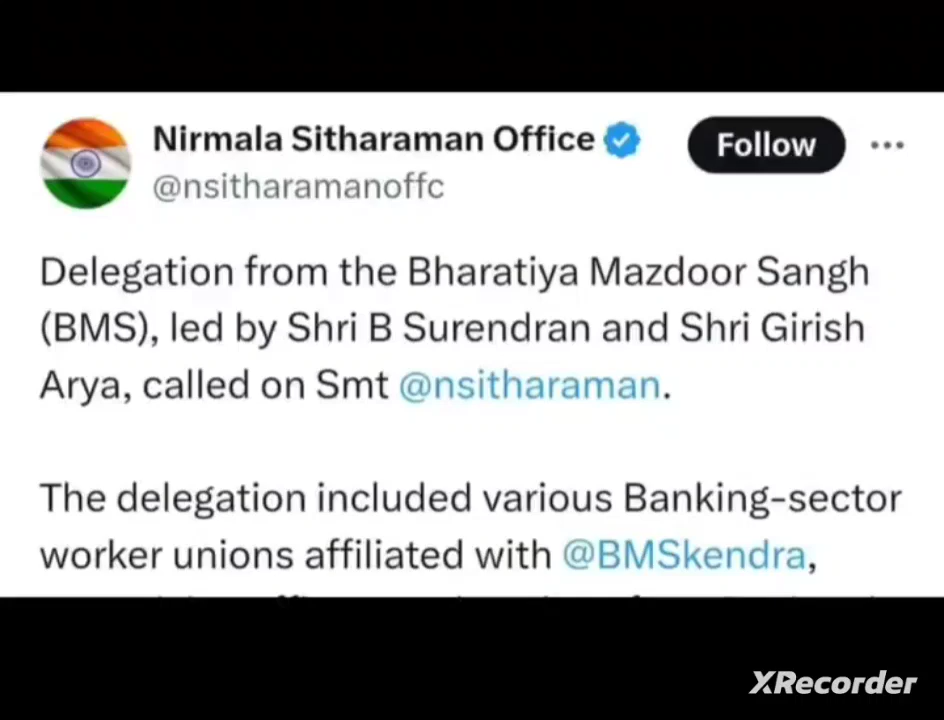 Nirmala Sitharaman Office
Follow
@nsitharamanoffc
Delegation from the Bharatiya Mazdoor Sangh
(BMS), led by Shri B Surendran and Shri Girish
Arya, called on Smt @nsitharaman.
The delegation included various Banking-sector
worker unions affiliated with @BMSkendra,
XRecorder